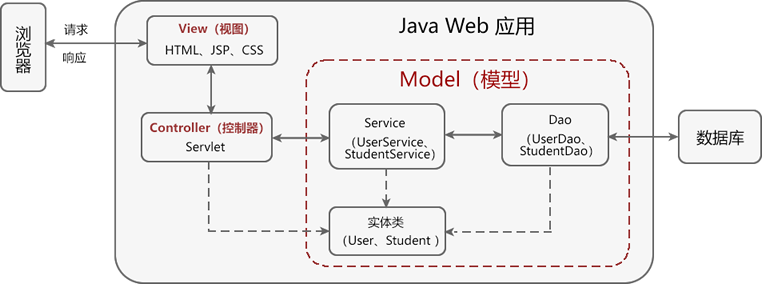 浏览器
请求
响应
View（视图）
HTML、JSP、CSS
Java Web 应用
Model（模型）
Controller（控制器）
Servlet
Service
（UserService、
StudentService）
Dao
（UserDao、
StudentDao）
数据库
实体类
（User、Student ）